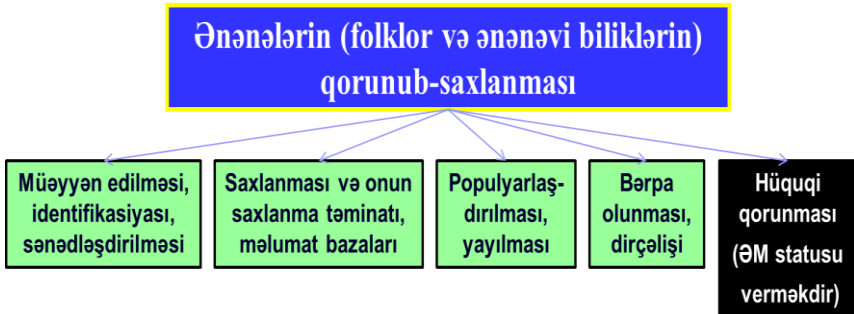 Ənənələrin (folklor və ənənəvi biliklərin)
qorunub-saxlanması
Müəyyən edilməsi,
identifikasiyası,
sənədləşdirilməsi
Saxlanması və onun
saxlanma təminatı,
məlumat bazaları
Populyarlaş-
dırılması,
yayılması
Bərpa
olunması,
dirçəlişi
Hüquqi
qorunması
(ƏM statusu
verməkdir)